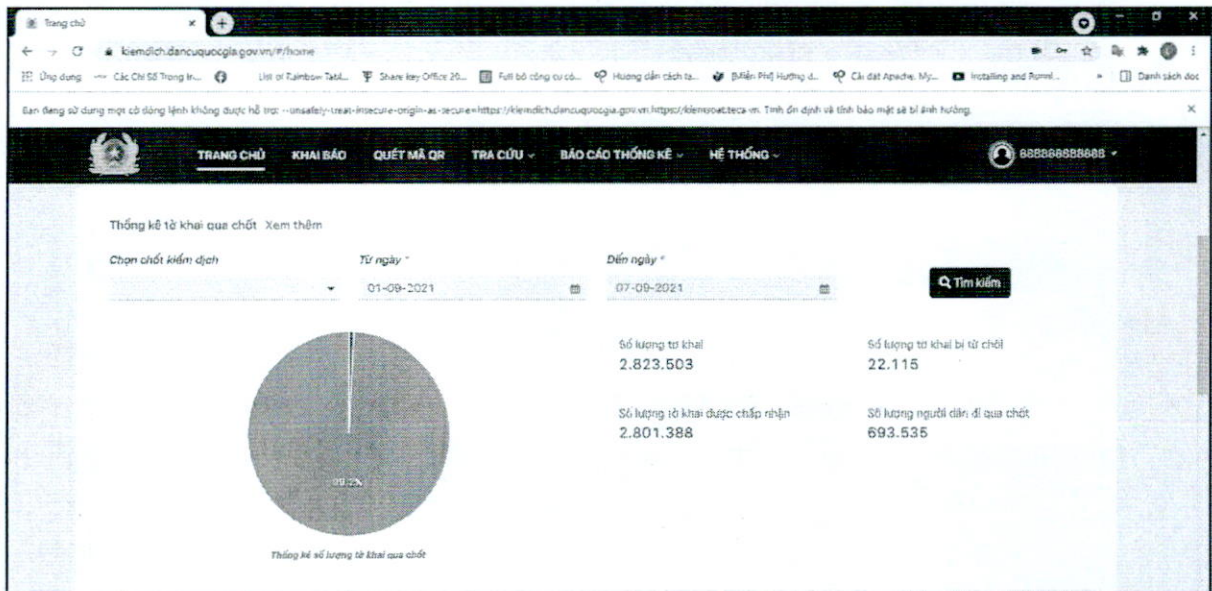 Trang chủ
kiemdich.dancuquocgia.gov.vn/#/home
Ứng dụng Các Chỉ Số Trong In... List of Rainbow Tabl... Share key Office 20... Full bộ công cụ có... Hướng dẫn cách ta... [Miễn Phí] Hướng d... Cài đặt Apache, My... Installing and Runni... » Danh sách đọc
Bạn đang sử dụng một cờ dòng lệnh không được hỗ trợ: --unsafely-treat-insecure-origin-as-secure=https://kiemdich.dancuquocgia.gov.vn,https:// Tính ổn định và tính bảo mật sẽ bị ảnh hưởng.
TRANG CHỦ KHAI BÁO QUÉT MÃ QR TRA CỨU BÁO CÁO THỐNG KÊ HỆ THỐNG 888888888888
Thống kê tờ khai qua chốt Xem thêm
Chọn chốt kiểm dịch Từ ngày * Đến ngày *
01-09-2021 07-09-2021 Tìm kiếm
Số lượng tờ khai Số lượng tờ khai bị từ chối
2.823.503 22.115
Số lượng tờ khai được chấp nhận Số lượng người dân đi qua chốt
2.801.388 693.535
99.2%
Thống kê số lượng tờ khai qua chốt